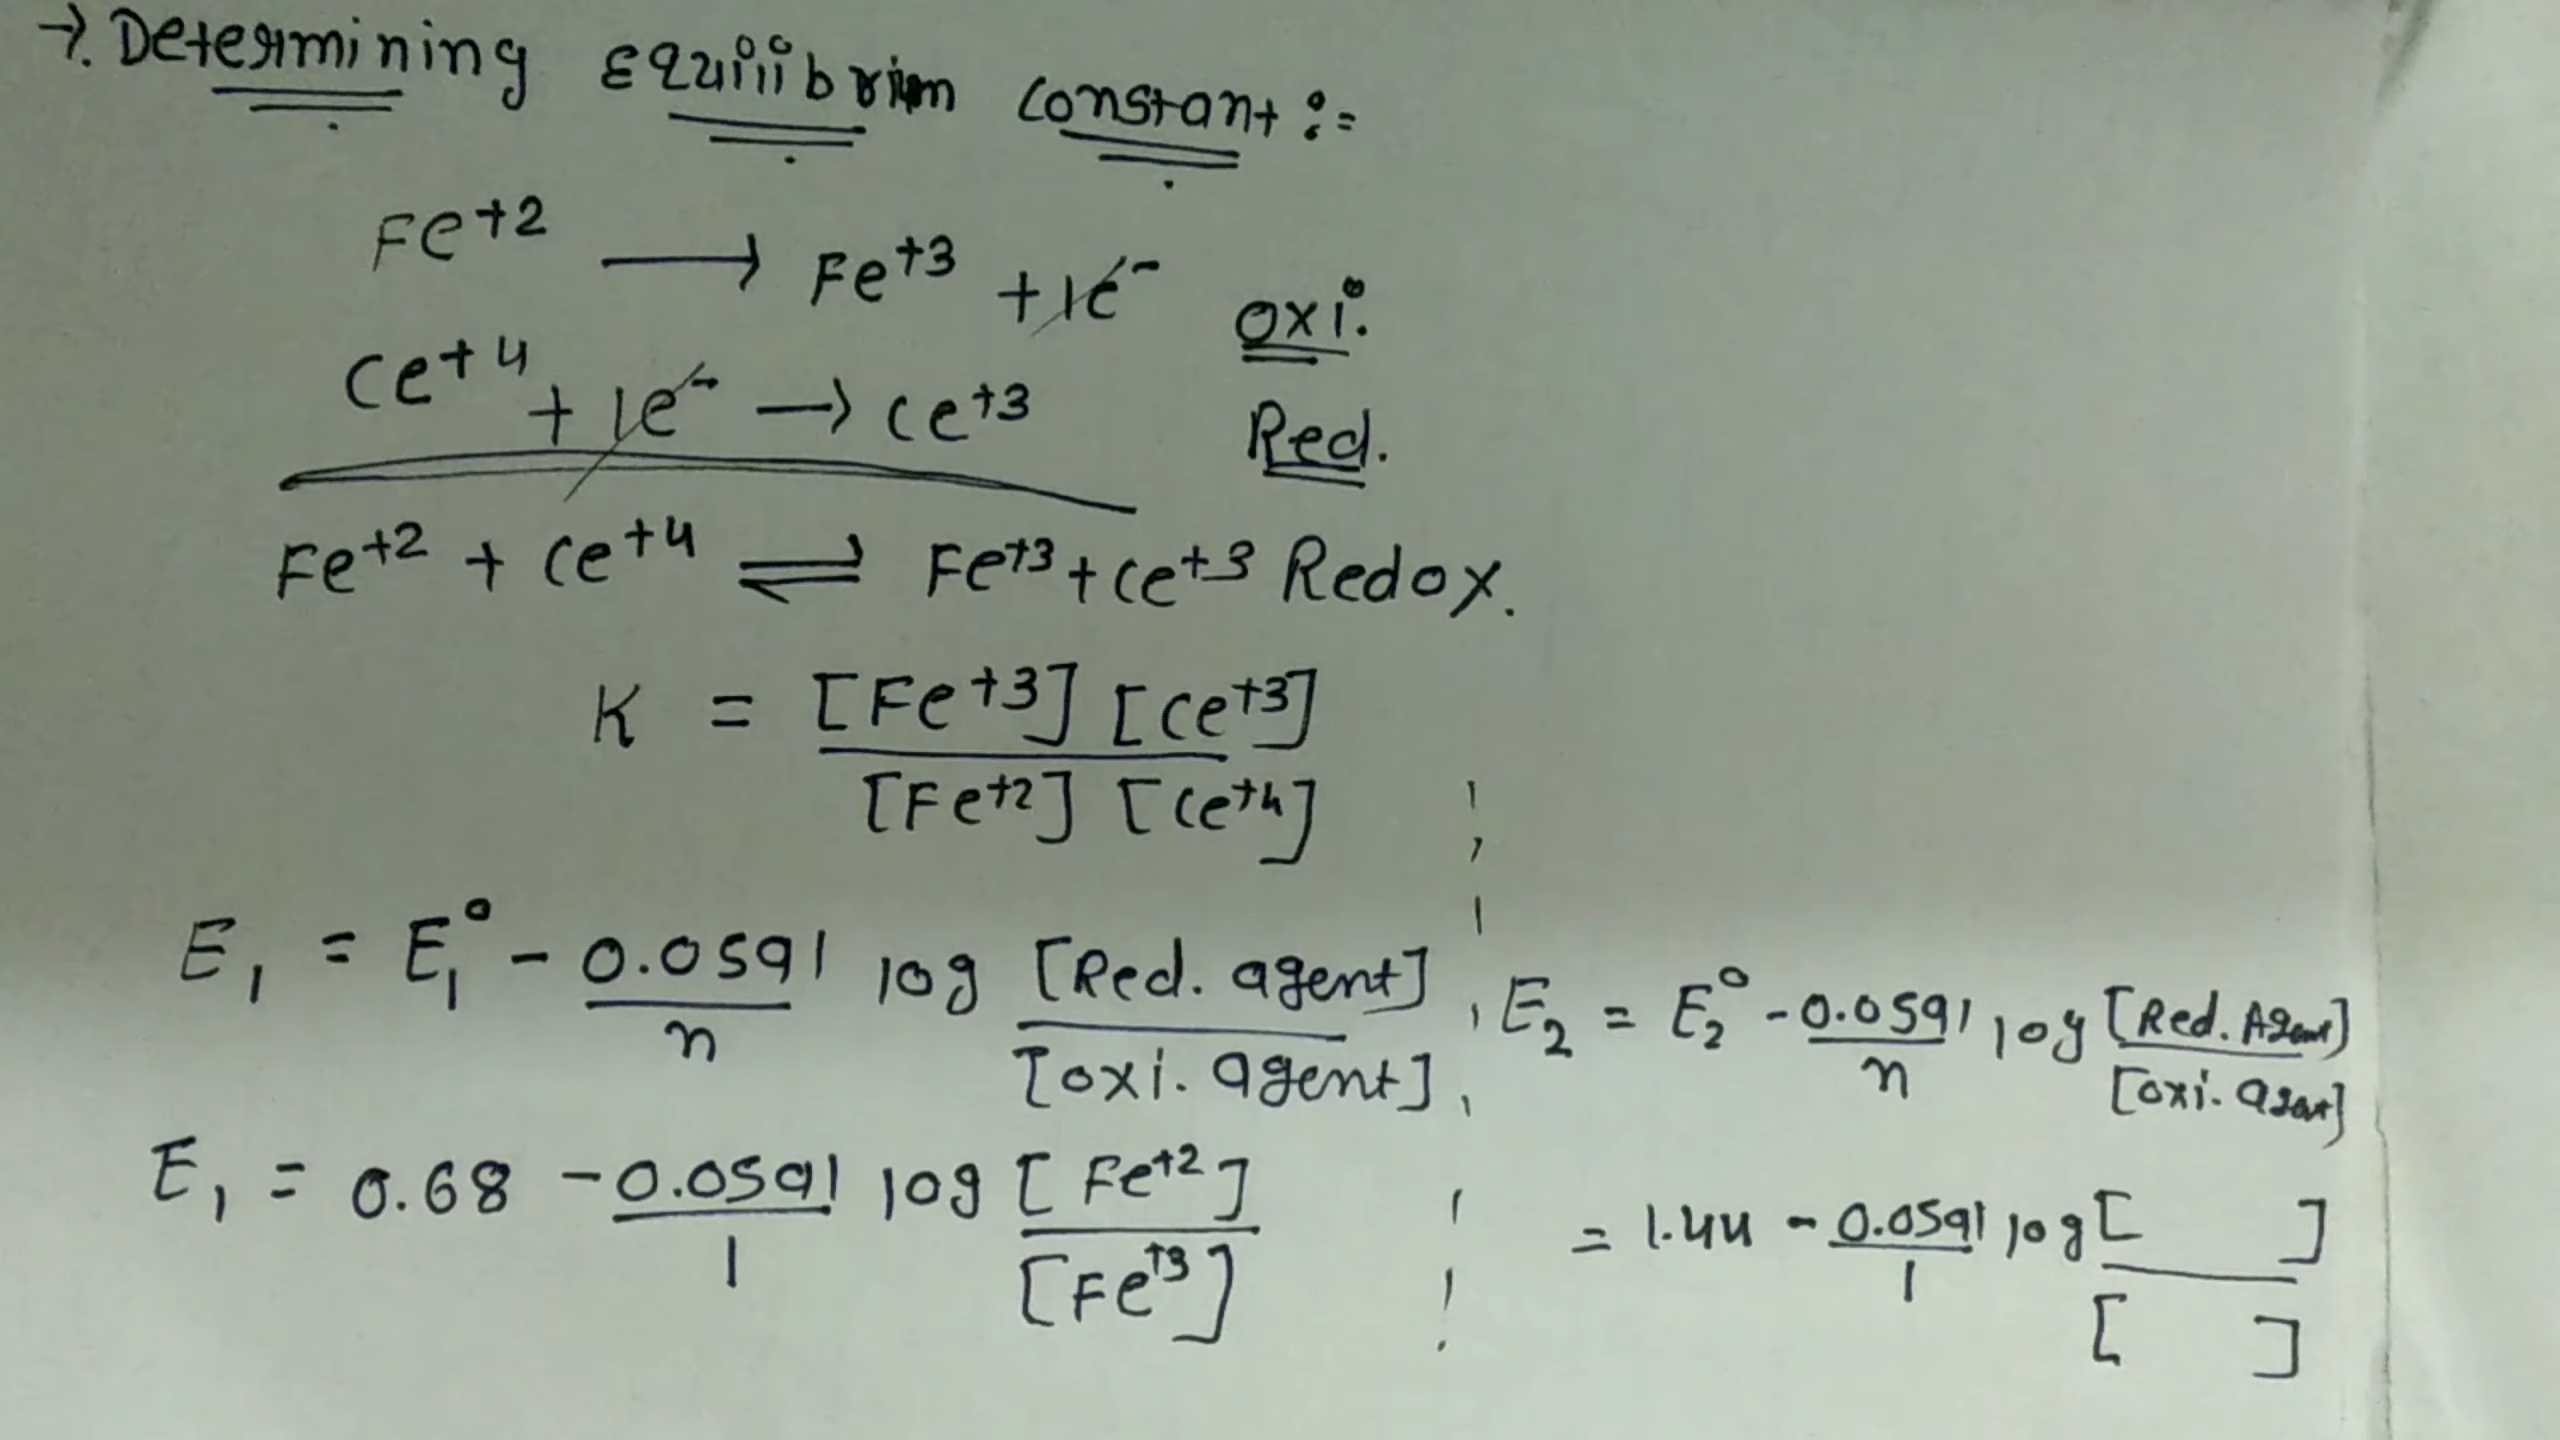 →. Determining equilibrium constant :=
Fe+2 → Fe+3 + 1e- oxi.
Ce+4 + 1e- → Ce+3 Red.
Fe+2 + Ce+4 ⇌ Fe+3 + Ce+3 Redox.
K = [Fe+3] [Ce+3] / [Fe+2] [Ce+4]
E1 = E1° - 0.0591/n log [Red. agent] / [oxi. agent]
E1 = 0.68 - 0.0591/1 log [Fe+2] / [Fe+3]
E2 = E2° - 0.0591/n log [Red. Agent] / [oxi. agent]
= 1.44 - 0.0591/1 log [ ] / [ ]